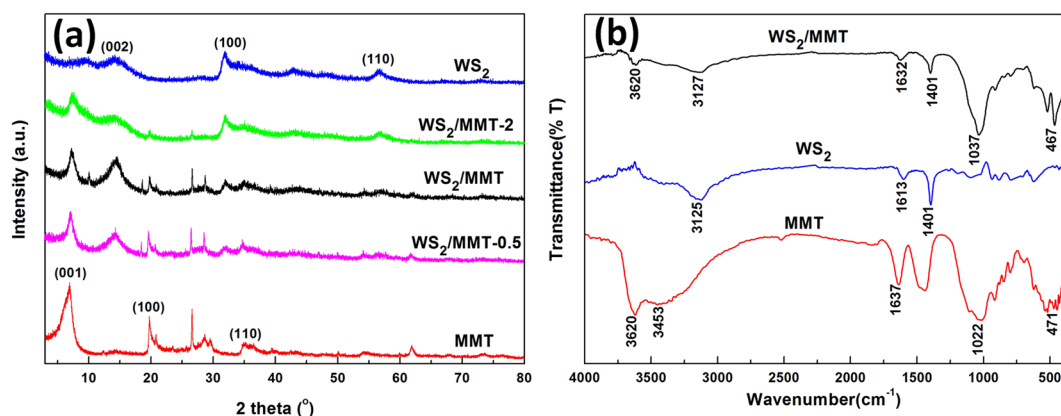 (a)
(002)
(100)
(110)
WS2
WS2/MMT-2
WS2/MMT
WS2/MMT-0.5
(001)
(100)
(110)
MMT
Intensity (a.u.)
10 20 30 40 50 60 70 80
2 theta (o)
(b)
WS2/MMT
3620
3127
1632
1401
1037
467
WS2
3125
1613
1401
MMT
3620
3453
1637
1022
471
Transmittance(% T)
4000 3500 3000 2500 2000 1500 1000 500
Wavenumber(cm-1)